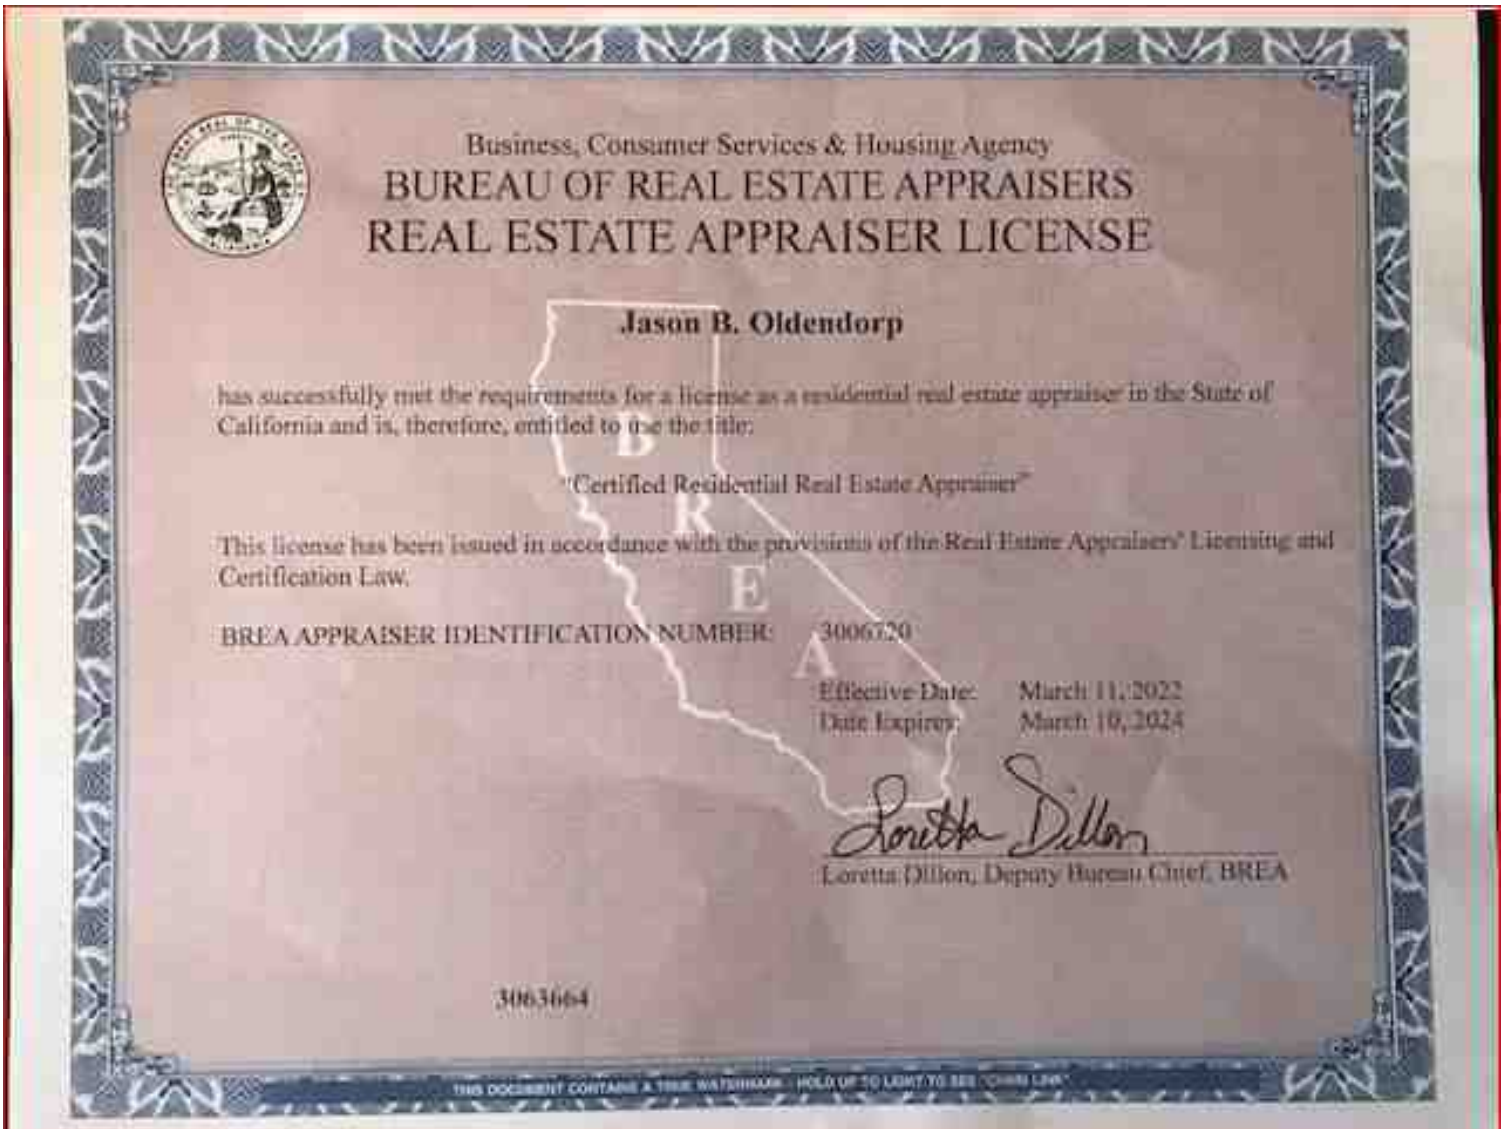 Business, Consumer Services & Housing Agency
BUREAU OF REAL ESTATE APPRAISERS
REAL ESTATE APPRAISER LICENSE
Jason B. Oldendorp
has successfully met the requirements for a license as a residential real estate appraiser in the State of
California and is, therefore, entitled to use the title:
"Certified Residential Real Estate Appraiser"
This license has been issued in accordance with the provisions of the Real Estate Appraisers' Licensing and
Certification Law.
B
R
E
A
BREA APPRAISER IDENTIFICATION NUMBER: 3006720
Effective Date: March 11, 2022
Date Expires: March 10, 2024
Loretta Dillon
Loretta Dillon, Deputy Bureau Chief, BREA
3063664
THIS DOCUMENT CONTAINS A TRUE WATERMARK - HOLD UP TO LIGHT TO SEE "CHAIN LINK"